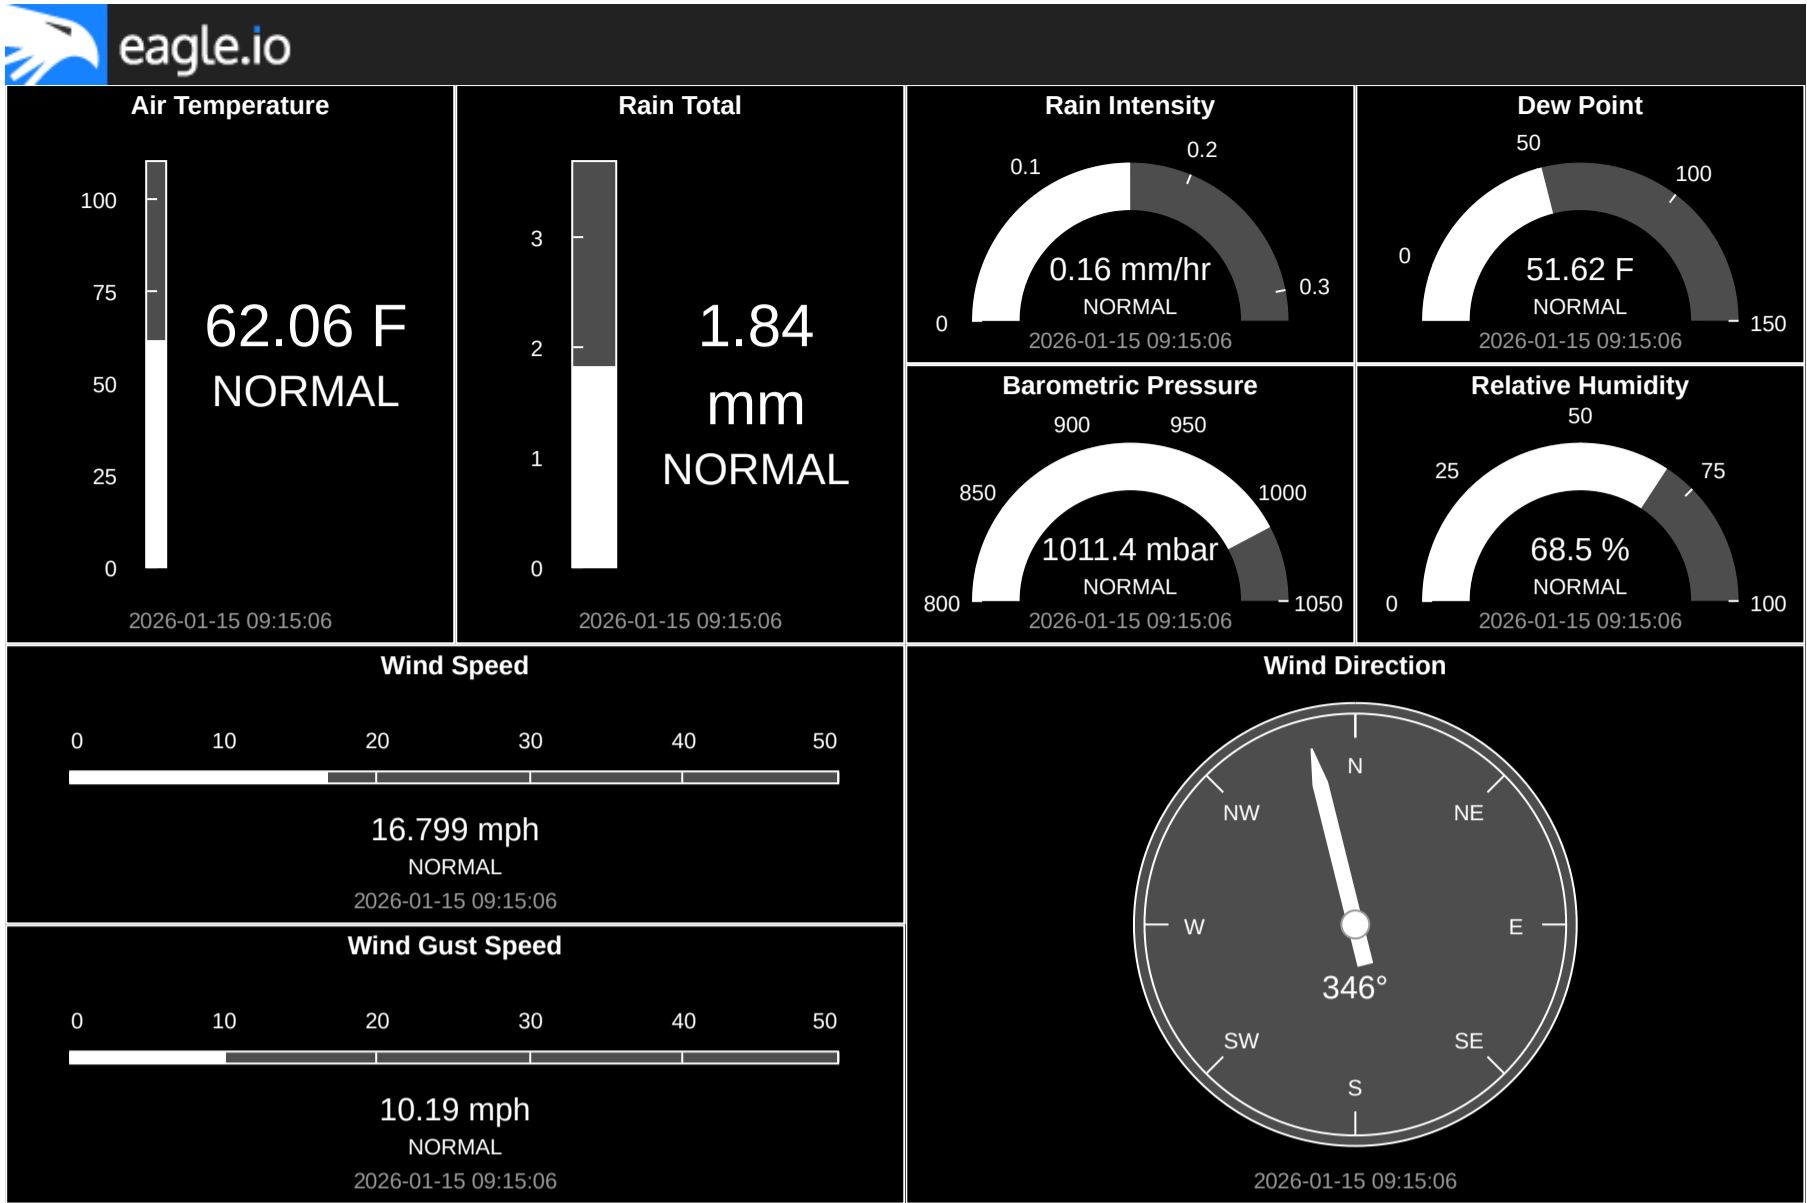 eagle.io
Air Temperature
100
75
50
25
0
62.06 F
NORMAL
2026-01-15 09:15:06
Rain Total
3
2
1
0
1.84
mm
NORMAL
2026-01-15 09:15:06
Rain Intensity
0
0.1
0.2
0.3
0.16 mm/hr
NORMAL
2026-01-15 09:15:06
Dew Point
0
50
100
150
51.62 F
NORMAL
2026-01-15 09:15:06
Barometric Pressure
800
850
900
950
1000
1050
1011.4 mbar
NORMAL
2026-01-15 09:15:06
Relative Humidity
0
25
50
75
100
68.5 %
NORMAL
2026-01-15 09:15:06
Wind Speed
0 10 20 30 40 50
16.799 mph
NORMAL
2026-01-15 09:15:06
Wind Gust Speed
0 10 20 30 40 50
10.19 mph
NORMAL
2026-01-15 09:15:06
Wind Direction
N
NW NE
W E
346°
SW SE
S
2026-01-15 09:15:06